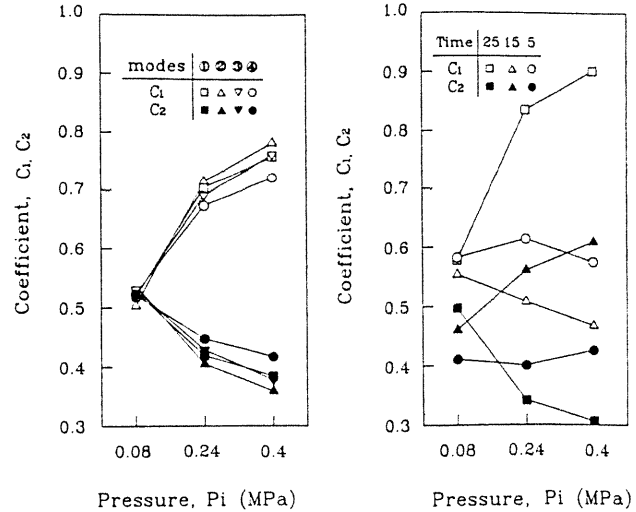 1.0
0.9
0.8
0.7
0.6
0.5
0.4
0.3
Coefficient, C1, C2
modes ① ② ③ ④
C1
C2
0.08 0.24 0.4
Pressure, Pi (MPa)
1.0
0.9
0.8
0.7
0.6
0.5
0.4
0.3
Coefficient, C1, C2
Time 25 15 5
C1
C2
0.08 0.24 0.4
Pressure, Pi (MPa)